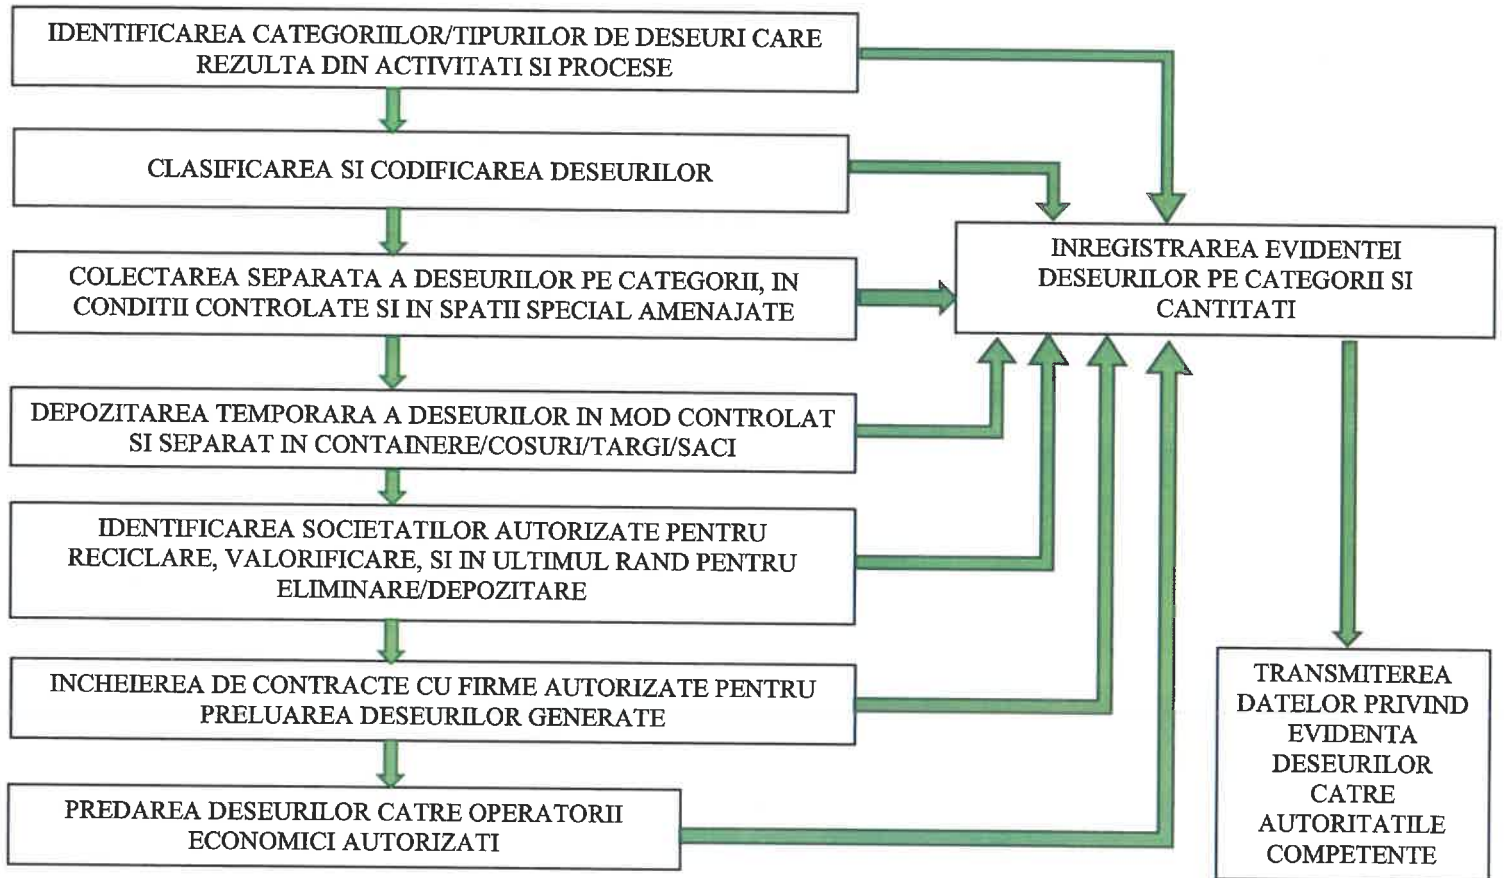 IDENTIFICAREA CATEGORIILOR/TIPURILOR DE DESEURI CARE
REZULTA DIN ACTIVITATI SI PROCESE
CLASIFICAREA SI CODIFICAREA DESEURILOR
COLECTAREA SEPARATA A DESEURILOR PE CATEGORII, IN
CONDITII CONTROLATE SI IN SPATII SPECIAL AMENAJATE
DEPOZITAREA TEMPORARA A DESEURILOR IN MOD CONTROLAT
SI SEPARAT IN CONTAINERE/COSURI/TARGI/SACI
IDENTIFICAREA SOCIETATILOR AUTORIZATE PENTRU
RECICLARE, VALORIFICARE, SI IN ULTIMUL RAND PENTRU
ELIMINARE/DEPOZITARE
INCHEIEREA DE CONTRACTE CU FIRME AUTORIZATE PENTRU
PRELUAREA DESEURILOR GENERATE
PREDAREA DESEURILOR CATRE OPERATORII
ECONOMICI AUTORIZATI
INREGISTRAREA EVIDENTEI
DESEURILOR PE CATEGORII SI
CANTITATI
TRANSMITEREA
DATELOR PRIVIND
EVIDENTA
DESEURILOR
CATRE
AUTORITATILE
COMPETENTE